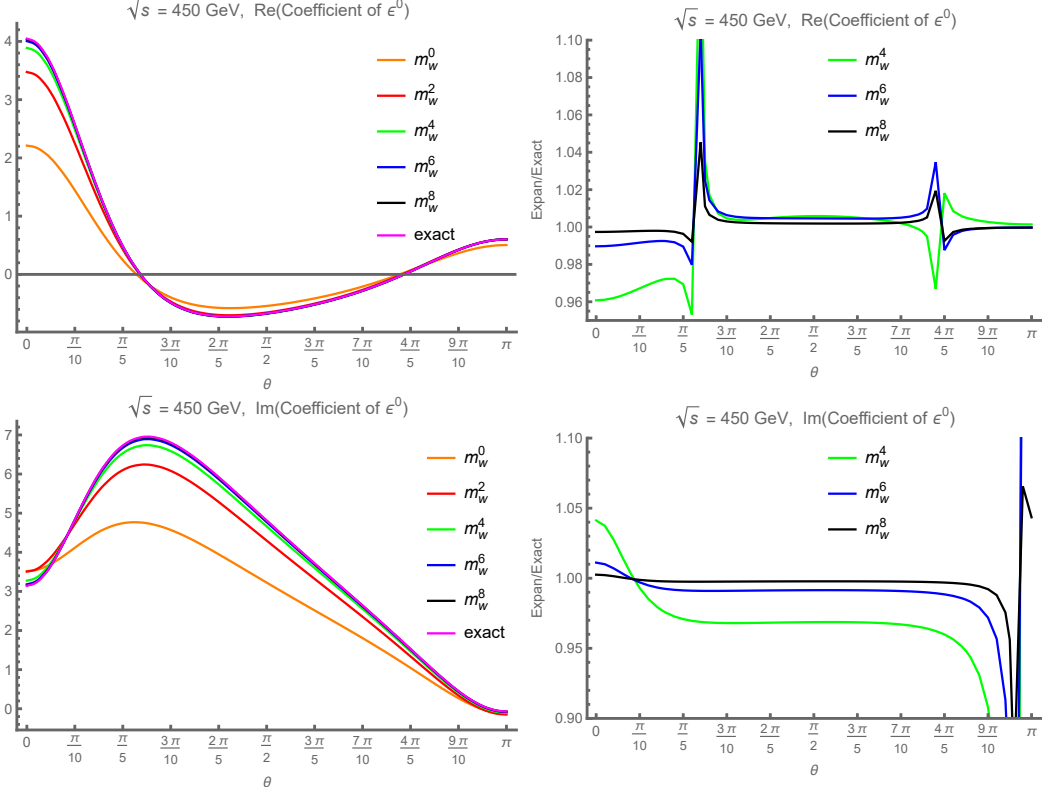 √s = 450 GeV, Re(Coefficient of ϵ^0)
4
3
2
1
0
m_w^0
m_w^2
m_w^4
m_w^6
m_w^8
exact
0 π/10 π/5 3π/10 2π/5 π/2 3π/5 7π/10 4π/5 9π/10 π
θ
√s = 450 GeV, Re(Coefficient of ϵ^0)
Expan/Exact
1.10
1.08
1.06
1.04
1.02
1.00
0.98
0.96
m_w^4
m_w^6
m_w^8
0 π/10 π/5 3π/10 2π/5 π/2 3π/5 7π/10 4π/5 9π/10 π
θ
√s = 450 GeV, Im(Coefficient of ϵ^0)
7
6
5
4
3
2
1
0
m_w^0
m_w^2
m_w^4
m_w^6
m_w^8
exact
0 π/10 π/5 3π/10 2π/5 π/2 3π/5 7π/10 4π/5 9π/10 π
θ
√s = 450 GeV, Im(Coefficient of ϵ^0)
Expan/Exact
1.10
1.05
1.00
0.95
0.90
m_w^4
m_w^6
m_w^8
0 π/10 π/5 3π/10 2π/5 π/2 3π/5 7π/10 4π/5 9π/10 π
θ